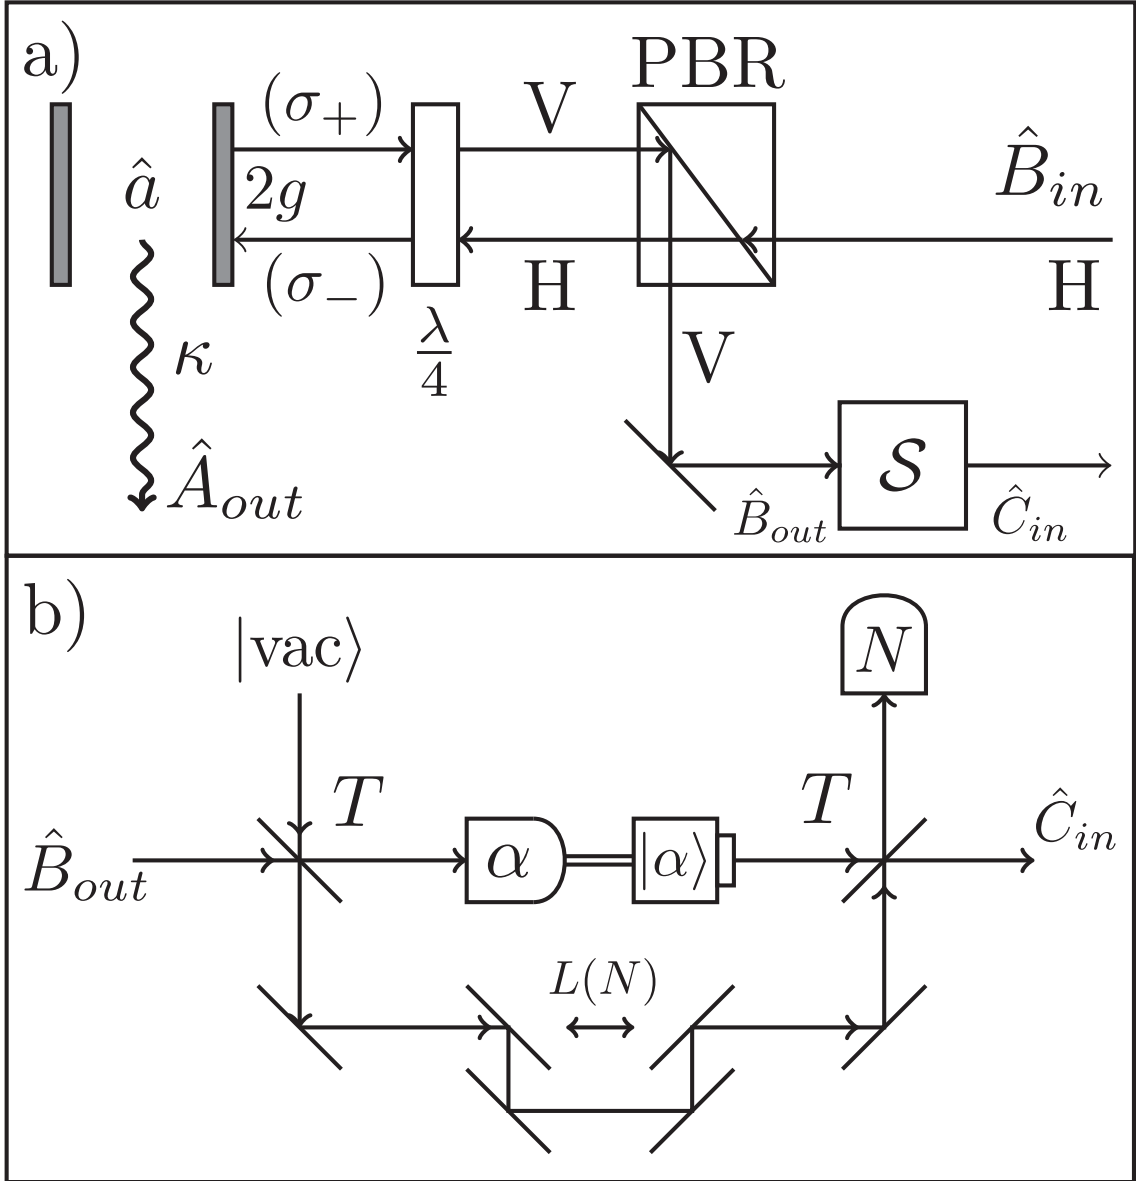 a)
PBR
(σ₊)
V
B̂ᵢₙ
â
2g
(σ₋)
H
H
λ/4
κ
V
Âₒᵤₜ
𝒮
B̂ₒᵤₜ
Ĉᵢₙ
b)
|vac⟩
N
T
T
B̂ₒᵤₜ
α
|α⟩
Ĉᵢₙ
L(N)